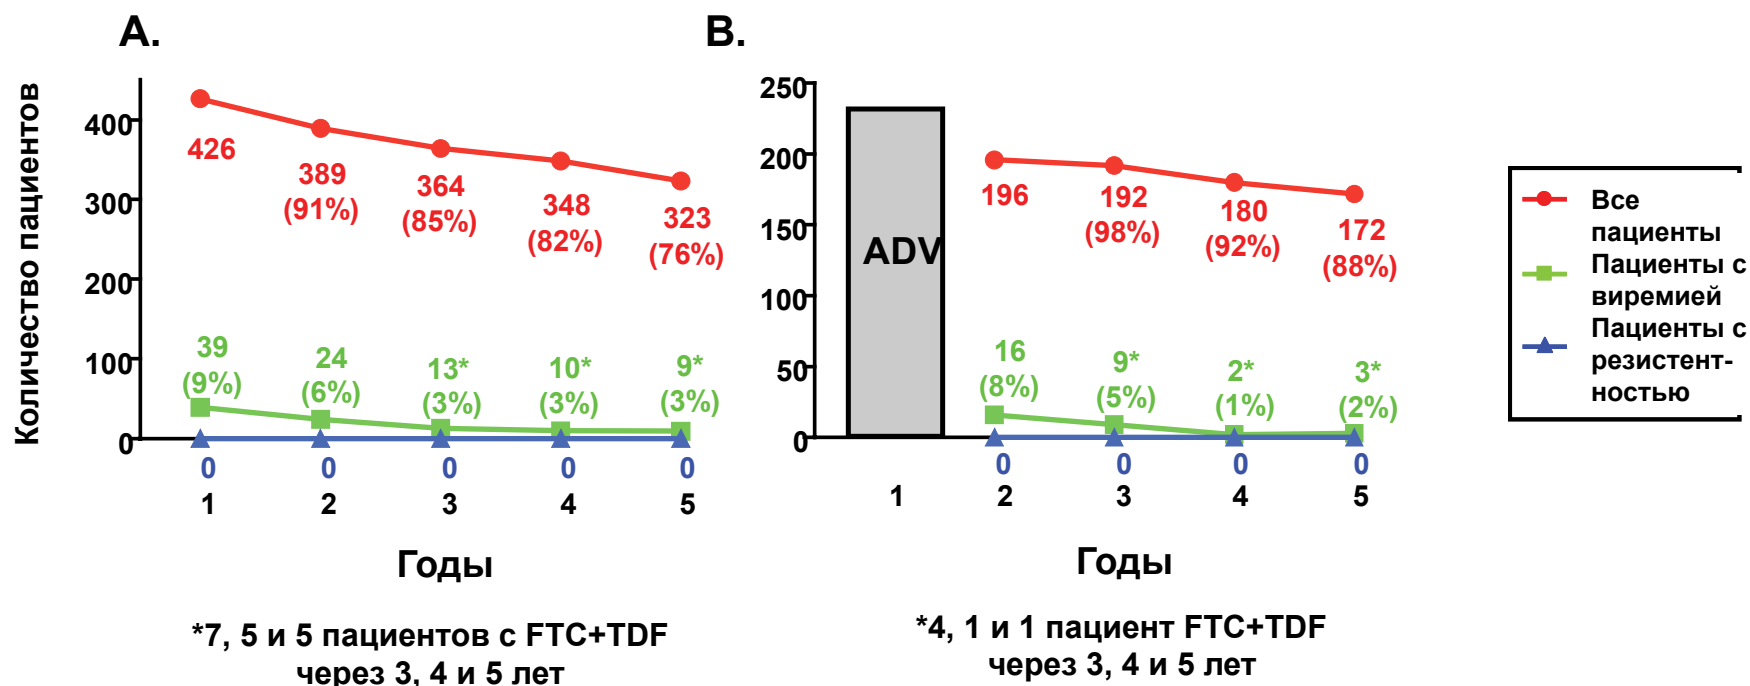 A.
Количество пациентов
400
300
200
100
0
426
389
(91%)
364
(85%)
348
(82%)
323
(76%)
39
(9%)
24
(6%)
13*
(3%)
10*
(3%)
9*
(3%)
0 0 0 0 0
1 2 3 4 5
Годы
*7, 5 и 5 пациентов с FTC+TDF
через 3, 4 и 5 лет
B.
250
200
150
100
50
0
ADV
196
192
(98%)
180
(92%)
172
(88%)
16
(8%)
9*
(5%)
2*
(1%)
3*
(2%)
0 0 0 0
1 2 3 4 5
Годы
*4, 1 и 1 пациент FTC+TDF
через 3, 4 и 5 лет
Все
пациенты
Пациенты с
виремией
Пациенты с
резистент-
ностью